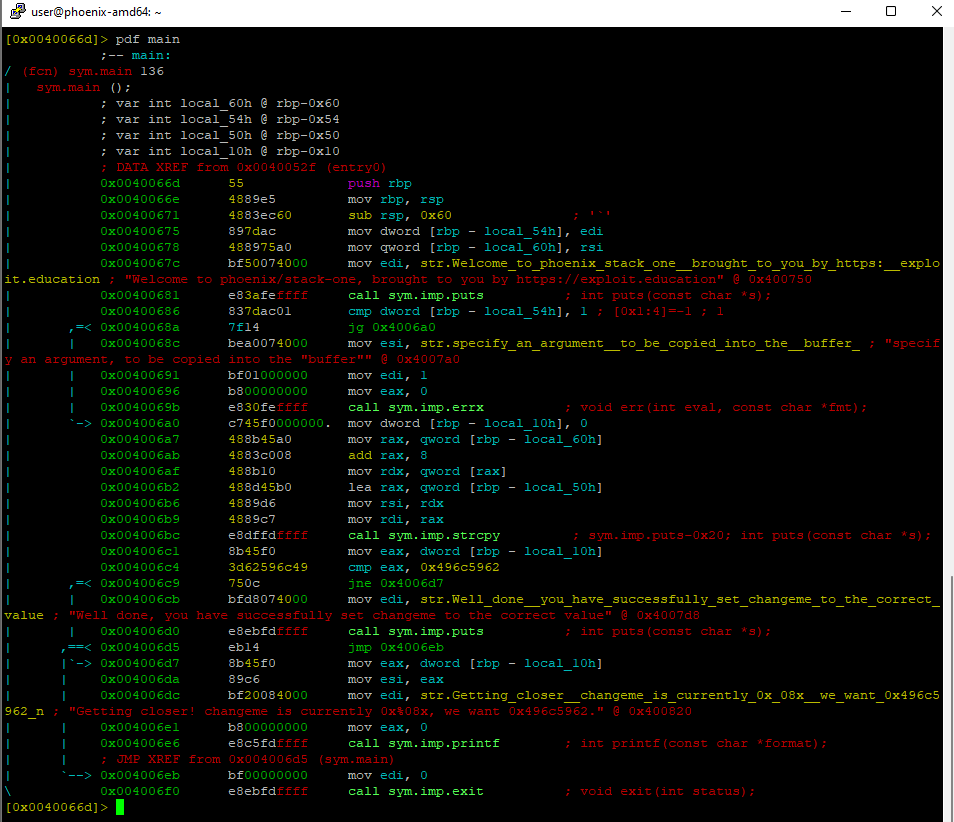 user@phoenix-amd64: ~
[0x0040066d]> pdf main
;-- main:
/ (fcn) sym.main 136
|   sym.main ();
|           ; var int local_60h @ rbp-0x60
|           ; var int local_54h @ rbp-0x54
|           ; var int local_50h @ rbp-0x50
|           ; var int local_10h @ rbp-0x10
|           ; DATA XREF from 0x0040052f (entry0)
|           0x0040066d      55             push rbp
|           0x0040066e      4889e5         mov rbp, rsp
|           0x00400671      4883ec60       sub rsp, 0x60               ; '`'
|           0x00400675      897dac         mov dword [rbp - local_54h], edi
|           0x00400678      488975a0       mov qword [rbp - local_60h], rsi
|           0x0040067c      bf50074000     mov edi, str.Welcome_to_phoenix_stack_one__brought_to_you_by_https:__explo
it.education ; "Welcome to phoenix/stack-one, brought to you by https://exploit.education" @ 0x400750
|           0x00400681      e83afeffff     call sym.imp.puts          ; int puts(const char *s);
|           0x00400686      837dac01       cmp dword [rbp - local_54h], 1 ; [0x1:4]=-1 ; 1
|       ,=< 0x0040068a      7f14           jg 0x4006a0
|       |   0x0040068c      bea0074000     mov esi, str.specify_an_argument__to_be_copied_into_the__buffer_ ; "specif
y an argument, to be copied into the "buffer"" @ 0x4007a0
|       |   0x00400691      bf01000000     mov edi, 1
|       |   0x00400696      b800000000     mov eax, 0
|       |   0x0040069b      e830feffff     call sym.imp.errx          ; void err(int eval, const char *fmt);
|       `-> 0x004006a0      c745f0000000.  mov dword [rbp - local_10h], 0
|           0x004006a7      488b45a0       mov rax, qword [rbp - local_60h]
|           0x004006ab      4883c008       add rax, 8
|           0x004006af      488b10         mov rdx, qword [rax]
|           0x004006b2      488d45b0       lea rax, qword [rbp - local_50h]
|           0x004006b6      4889d6         mov rsi, rdx
|           0x004006b9      4889c7         mov rdi, rax
|           0x004006bc      e8dffdffff     call sym.imp.strcpy        ; sym.imp.puts-0x20; int puts(const char *s);
|           0x004006c1      8b45f0         mov eax, dword [rbp - local_10h]
|           0x004006c4      3d62596c49     cmp eax, 0x496c5962
|       ,=< 0x004006c9      750c           jne 0x4006d7
|       |   0x004006cb      bfd8074000     mov edi, str.Well_done__you_have_successfully_set_changeme_to_the_correct_
value ; "Well done, you have successfully set changeme to the correct value" @ 0x4007d8
|       |   0x004006d0      e8ebfdffff     call sym.imp.puts          ; int puts(const char *s);
|      ,==< 0x004006d5      eb14           jmp 0x4006eb
|      |`-> 0x004006d7      8b45f0         mov eax, dword [rbp - local_10h]
|      |    0x004006da      89c6           mov esi, eax
|      |    0x004006dc      bf20084000     mov edi, str.Getting_closer__changeme_is_currently_0x_08x__we_want_0x496c5
962_n ; "Getting closer! changeme is currently 0x%08x, we want 0x496c5962." @ 0x400820
|      |    0x004006e1      b800000000     mov eax, 0
|      |    0x004006e6      e8c5fdffff     call sym.imp.printf        ; int printf(const char *format);
|      |    ; JMP XREF from 0x004006d5 (sym.main)
|      `--> 0x004006eb      bf00000000     mov edi, 0
\           0x004006f0      e8ebfdffff     call sym.imp.exit          ; void exit(int status);
[0x0040066d]>